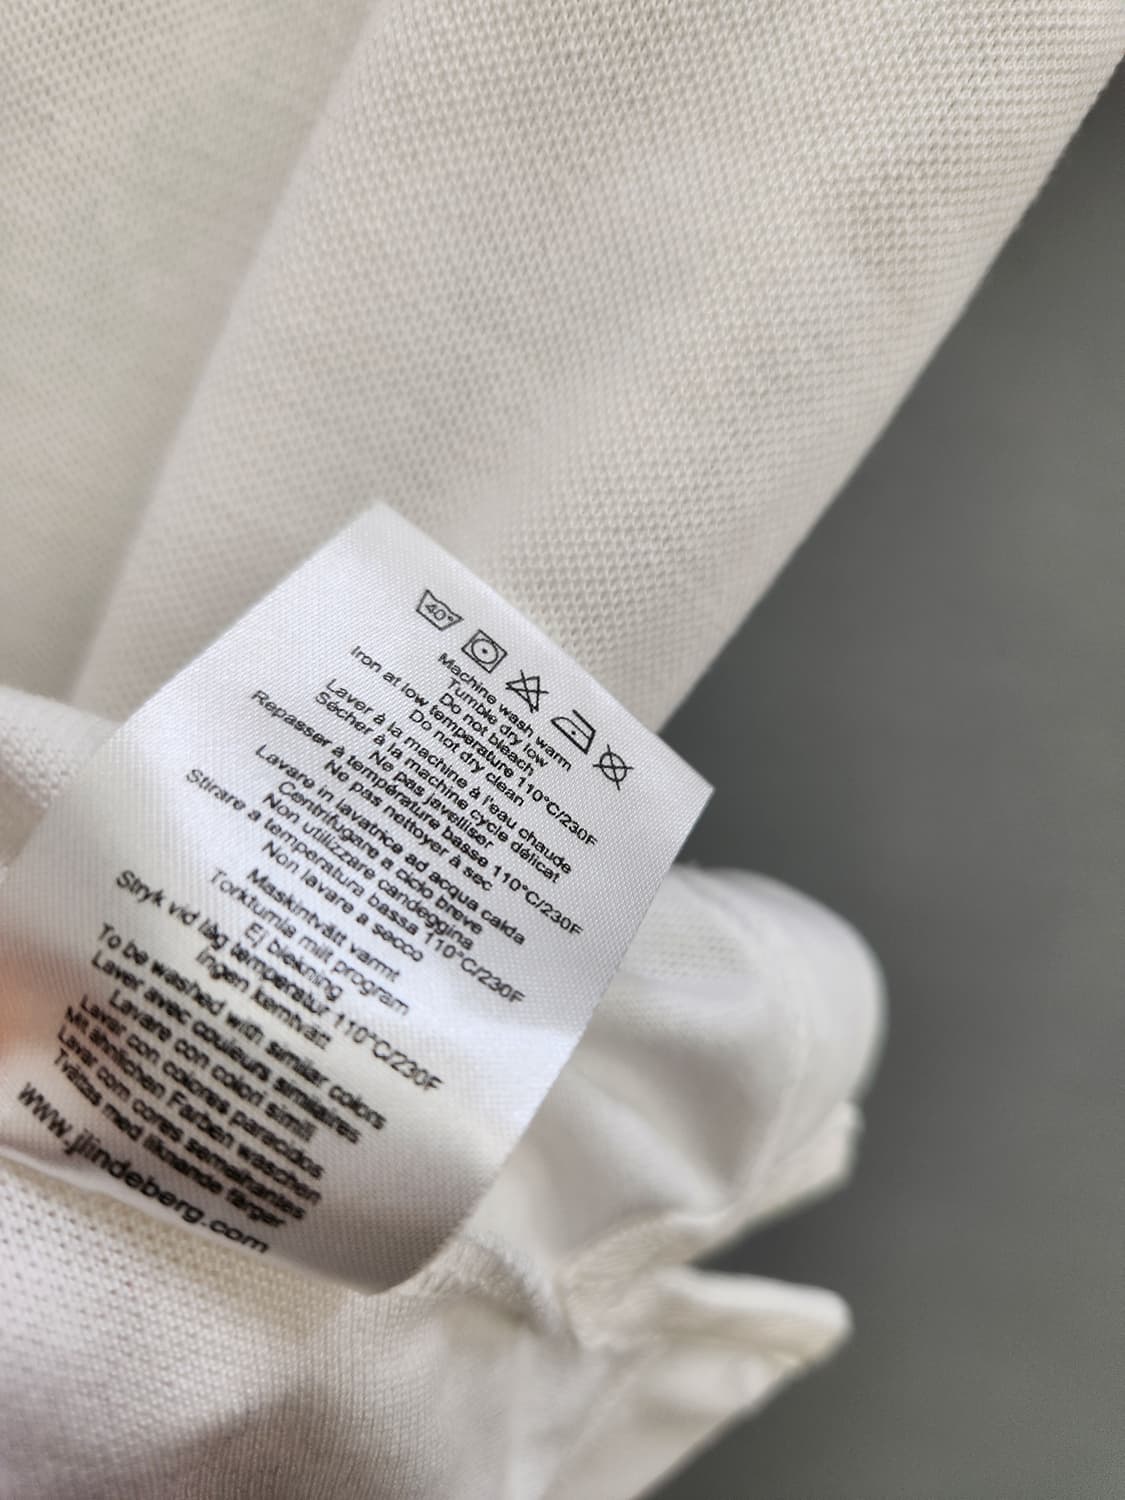 40°
Machine wash warm
Tumble dry low
Do not bleach
Iron at low temperature 110°C/230F
Do not dry clean
Laver à la machine à l'eau chaude
Sécher à la machine cycle délicat
Ne pas javelliser
Repasser à température basse 110°C/230F
Ne pas nettoyer à sec
Lavare in lavatrice ad acqua calda
Centrifugare a ciclo breve
Non utilizzare candeggina
Stirare a temperatura bassa 110°C/230F
Non lavare a secco
Maskintvätt varmt
Torktumla milt program
Ej blekning
Stryk vid låg temperatur 110°C/230F
Ingen kemtvätt
To be washed with similar colors
Laver avec couleurs similaires
Lavare con colori simili
Lavar con colores parecidos
Mit ähnlichen Farben waschen
Lavar com cores semelhantes
Tvättas med liknande färger
www.jlindeberg.com